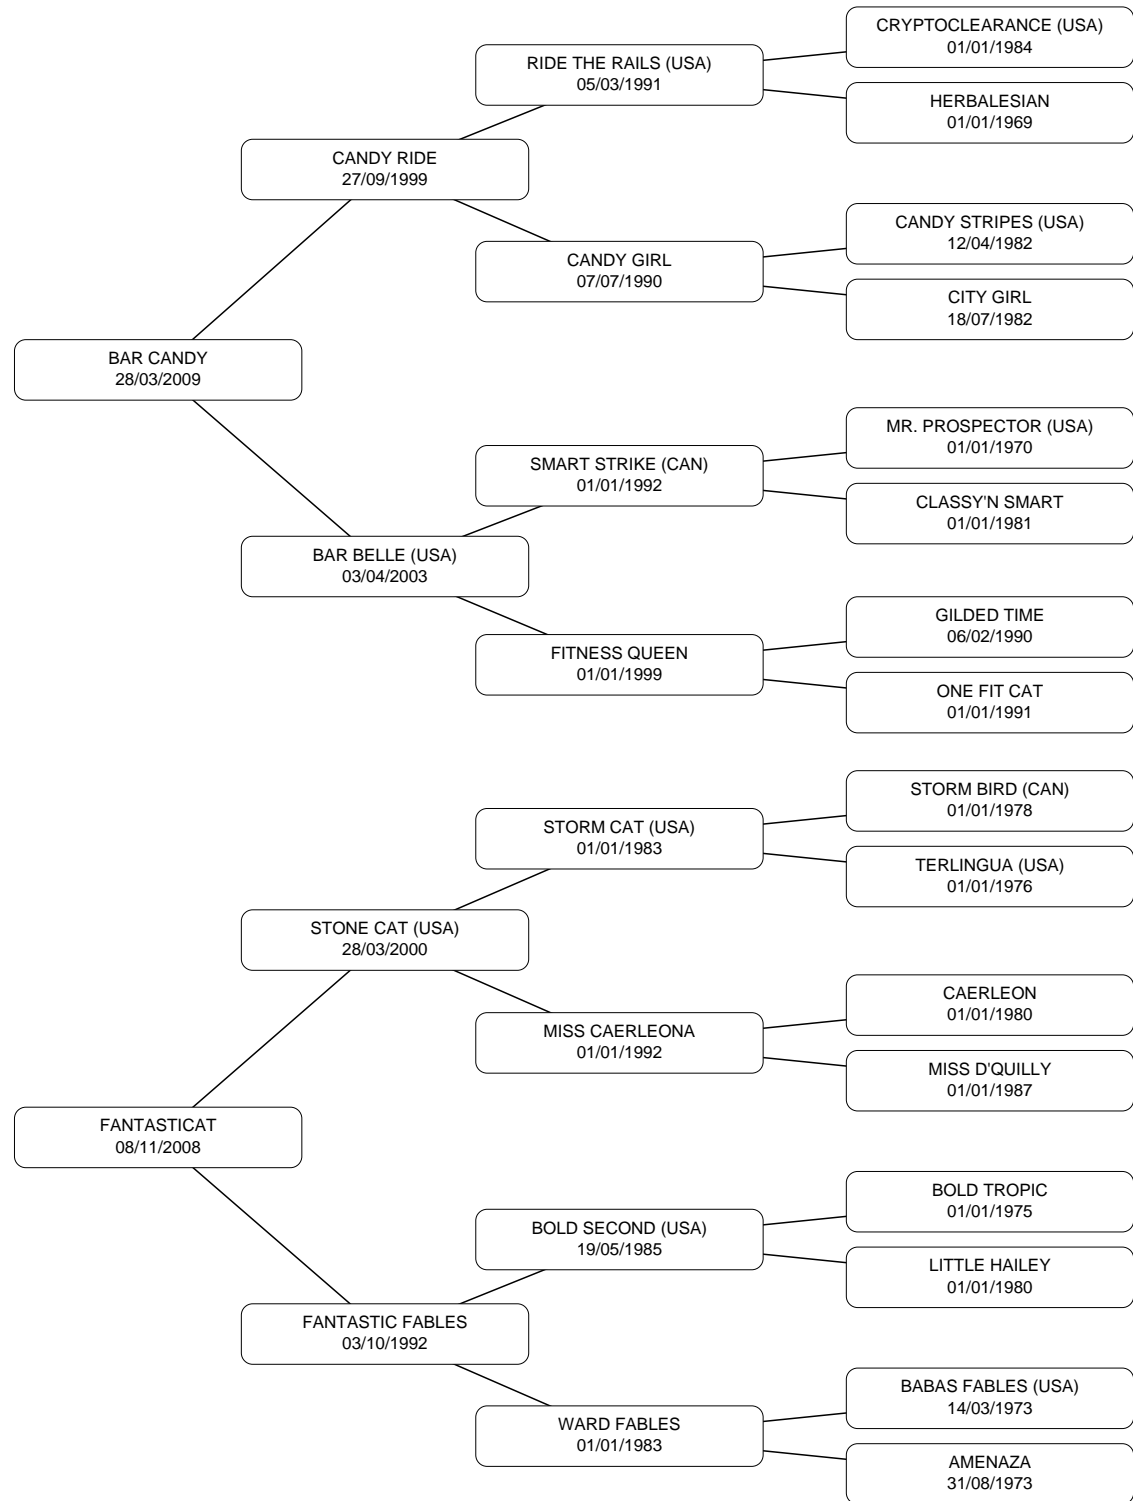 CRYPTOCLEARANCE (USA)
01/01/1984
RIDE THE RAILS (USA)
05/03/1991
HERBALESIAN
01/01/1969
CANDY RIDE
27/09/1999
CANDY STRIPES (USA)
12/04/1982
CANDY GIRL
07/07/1990
CITY GIRL
18/07/1982
BAR CANDY
28/03/2009
MR. PROSPECTOR (USA)
01/01/1970
SMART STRIKE (CAN)
01/01/1992
CLASSY'N SMART
01/01/1981
BAR BELLE (USA)
03/04/2003
GILDED TIME
06/02/1990
FITNESS QUEEN
01/01/1999
ONE FIT CAT
01/01/1991
STORM BIRD (CAN)
01/01/1978
STORM CAT (USA)
01/01/1983
TERLINGUA (USA)
01/01/1976
STONE CAT (USA)
28/03/2000
CAERLEON
01/01/1980
MISS CAERLEONA
01/01/1992
MISS D'QUILLY
01/01/1987
FANTASTICAT
08/11/2008
BOLD TROPIC
01/01/1975
BOLD SECOND (USA)
19/05/1985
LITTLE HAILEY
01/01/1980
FANTASTIC FABLES
03/10/1992
BABAS FABLES (USA)
14/03/1973
WARD FABLES
01/01/1983
AMENAZA
31/08/1973